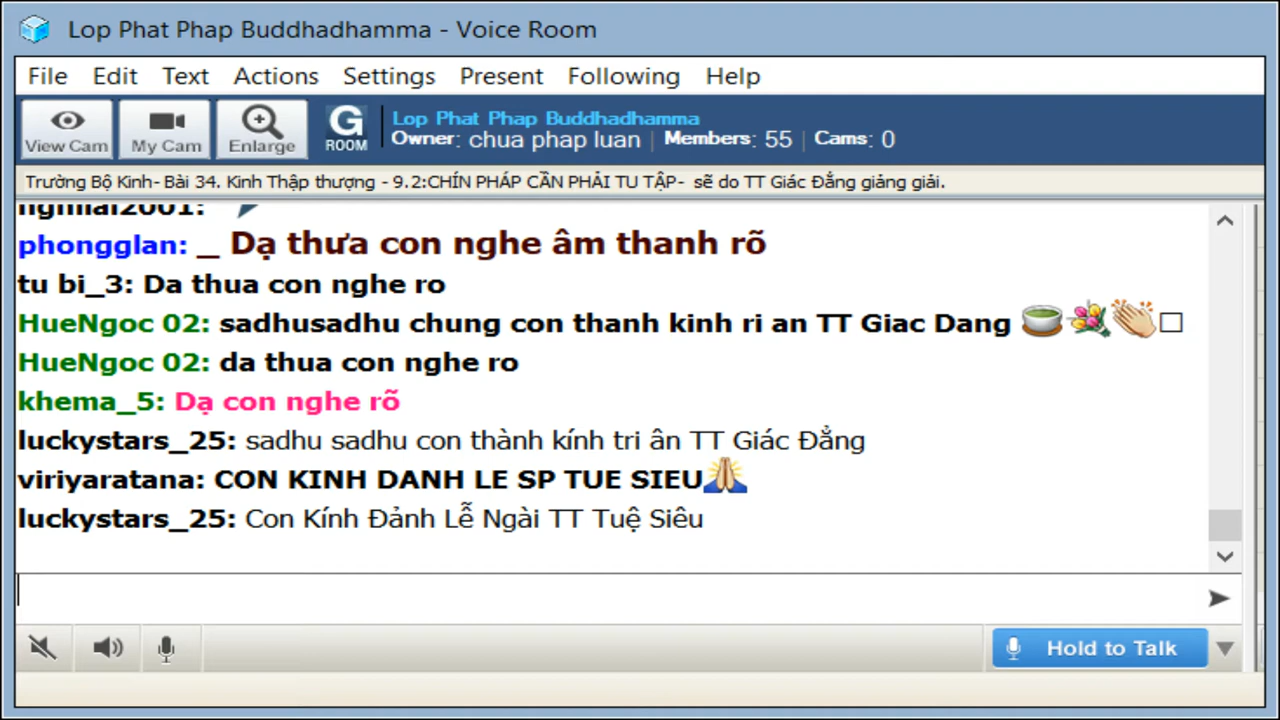 Lop Phat Phap Buddhadhamma - Voice Room
File Edit Text Actions Settings Present Following Help
View Cam My Cam Enlarge G ROOM
Lop Phat Phap Buddhadhamma
Owner: chua phap luan | Members: 55 | Cams: 0
Trường Bộ Kinh- Bài 34. Kinh Thập thượng - 9.2:CHÍN PHÁP CẦN PHẢI TU TẬP- sẽ do TT Giác Đẳng giảng giải.
phongglan: _ Dạ thưa con nghe âm thanh rõ
tu bi_3: Da thua con nghe ro
HueNgoc 02: sadhusadhu chung con thanh kinh ri an TT Giac Dang
HueNgoc 02: da thua con nghe ro
khema_5: Dạ con nghe rõ
luckystars_25: sadhu sadhu con thành kính tri ân TT Giác Đẳng
viriyaratana: CON KINH DANH LE SP TUE SIEU
luckystars_25: Con Kính Đảnh Lễ Ngài TT Tuệ Siêu
Hold to Talk